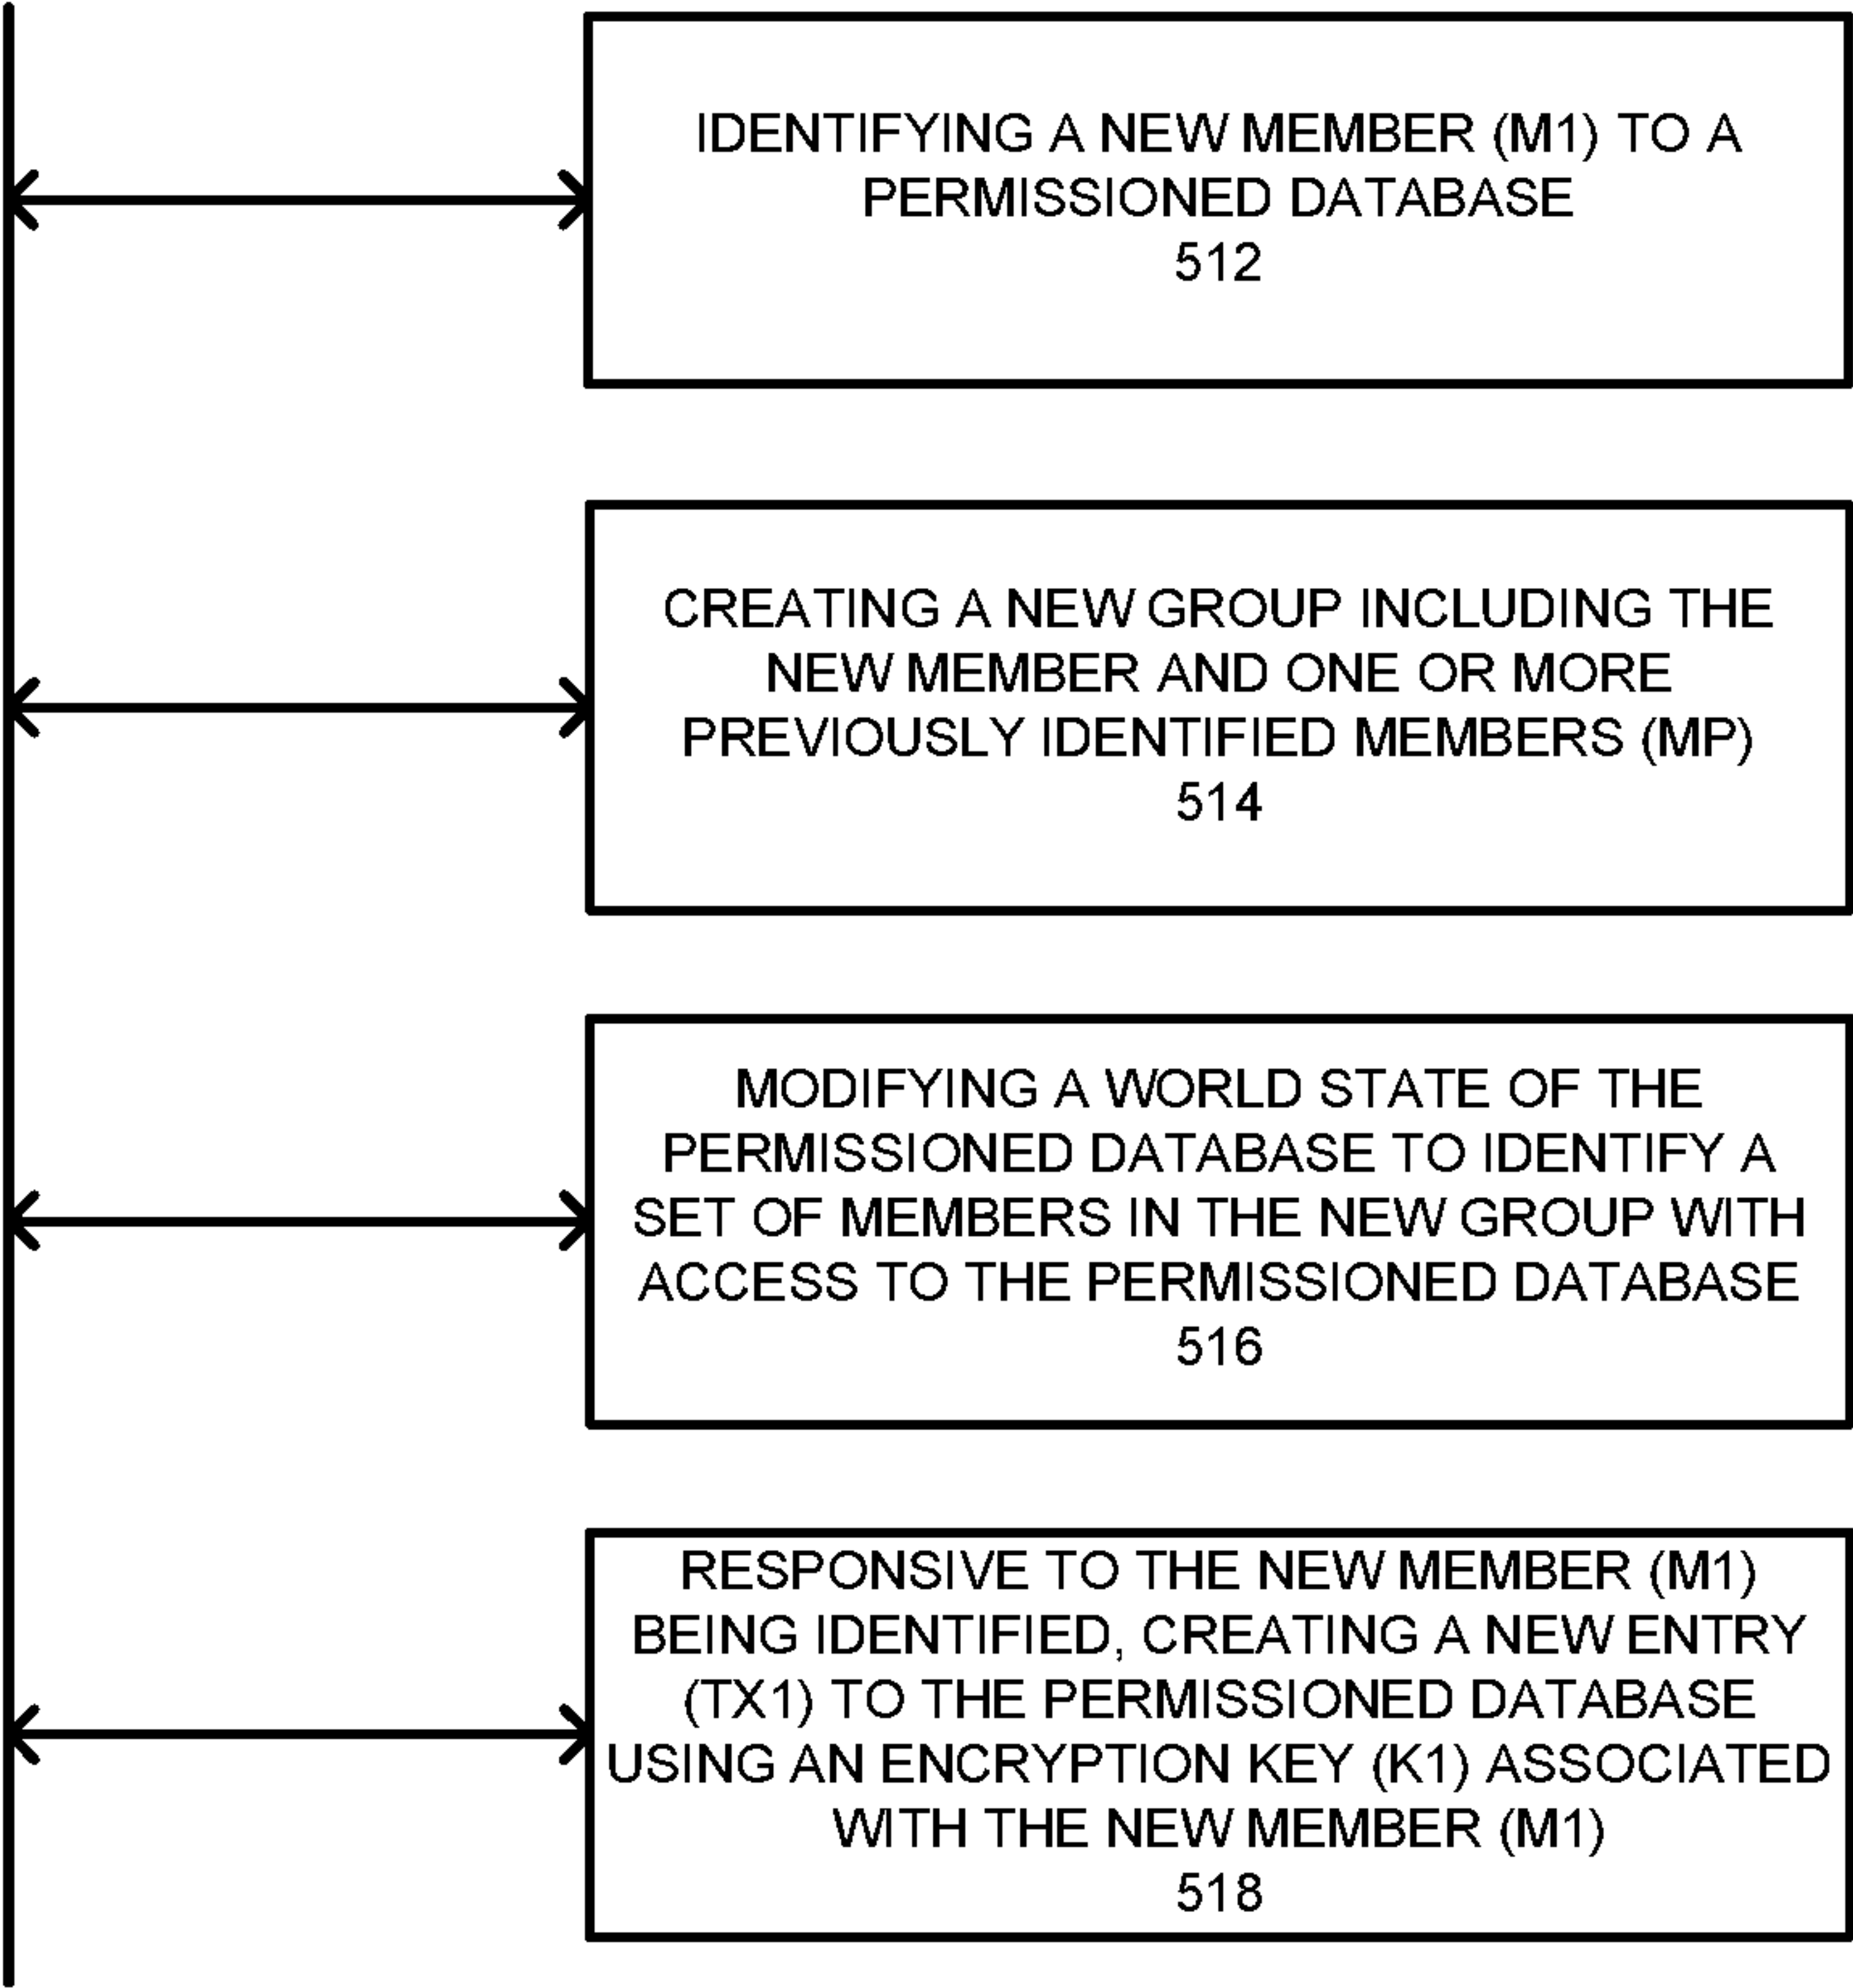 IDENTIFYING A NEW MEMBER (M1) TO A
PERMISSIONED DATABASE
512
CREATING A NEW GROUP INCLUDING THE
NEW MEMBER AND ONE OR MORE
PREVIOUSLY IDENTIFIED MEMBERS (MP)
514
MODIFYING A WORLD STATE OF THE
PERMISSIONED DATABASE TO IDENTIFY A
SET OF MEMBERS IN THE NEW GROUP WITH
ACCESS TO THE PERMISSIONED DATABASE
516
RESPONSIVE TO THE NEW MEMBER (M1)
BEING IDENTIFIED, CREATING A NEW ENTRY
(TX1) TO THE PERMISSIONED DATABASE
USING AN ENCRYPTION KEY (K1) ASSOCIATED
WITH THE NEW MEMBER (M1)
518